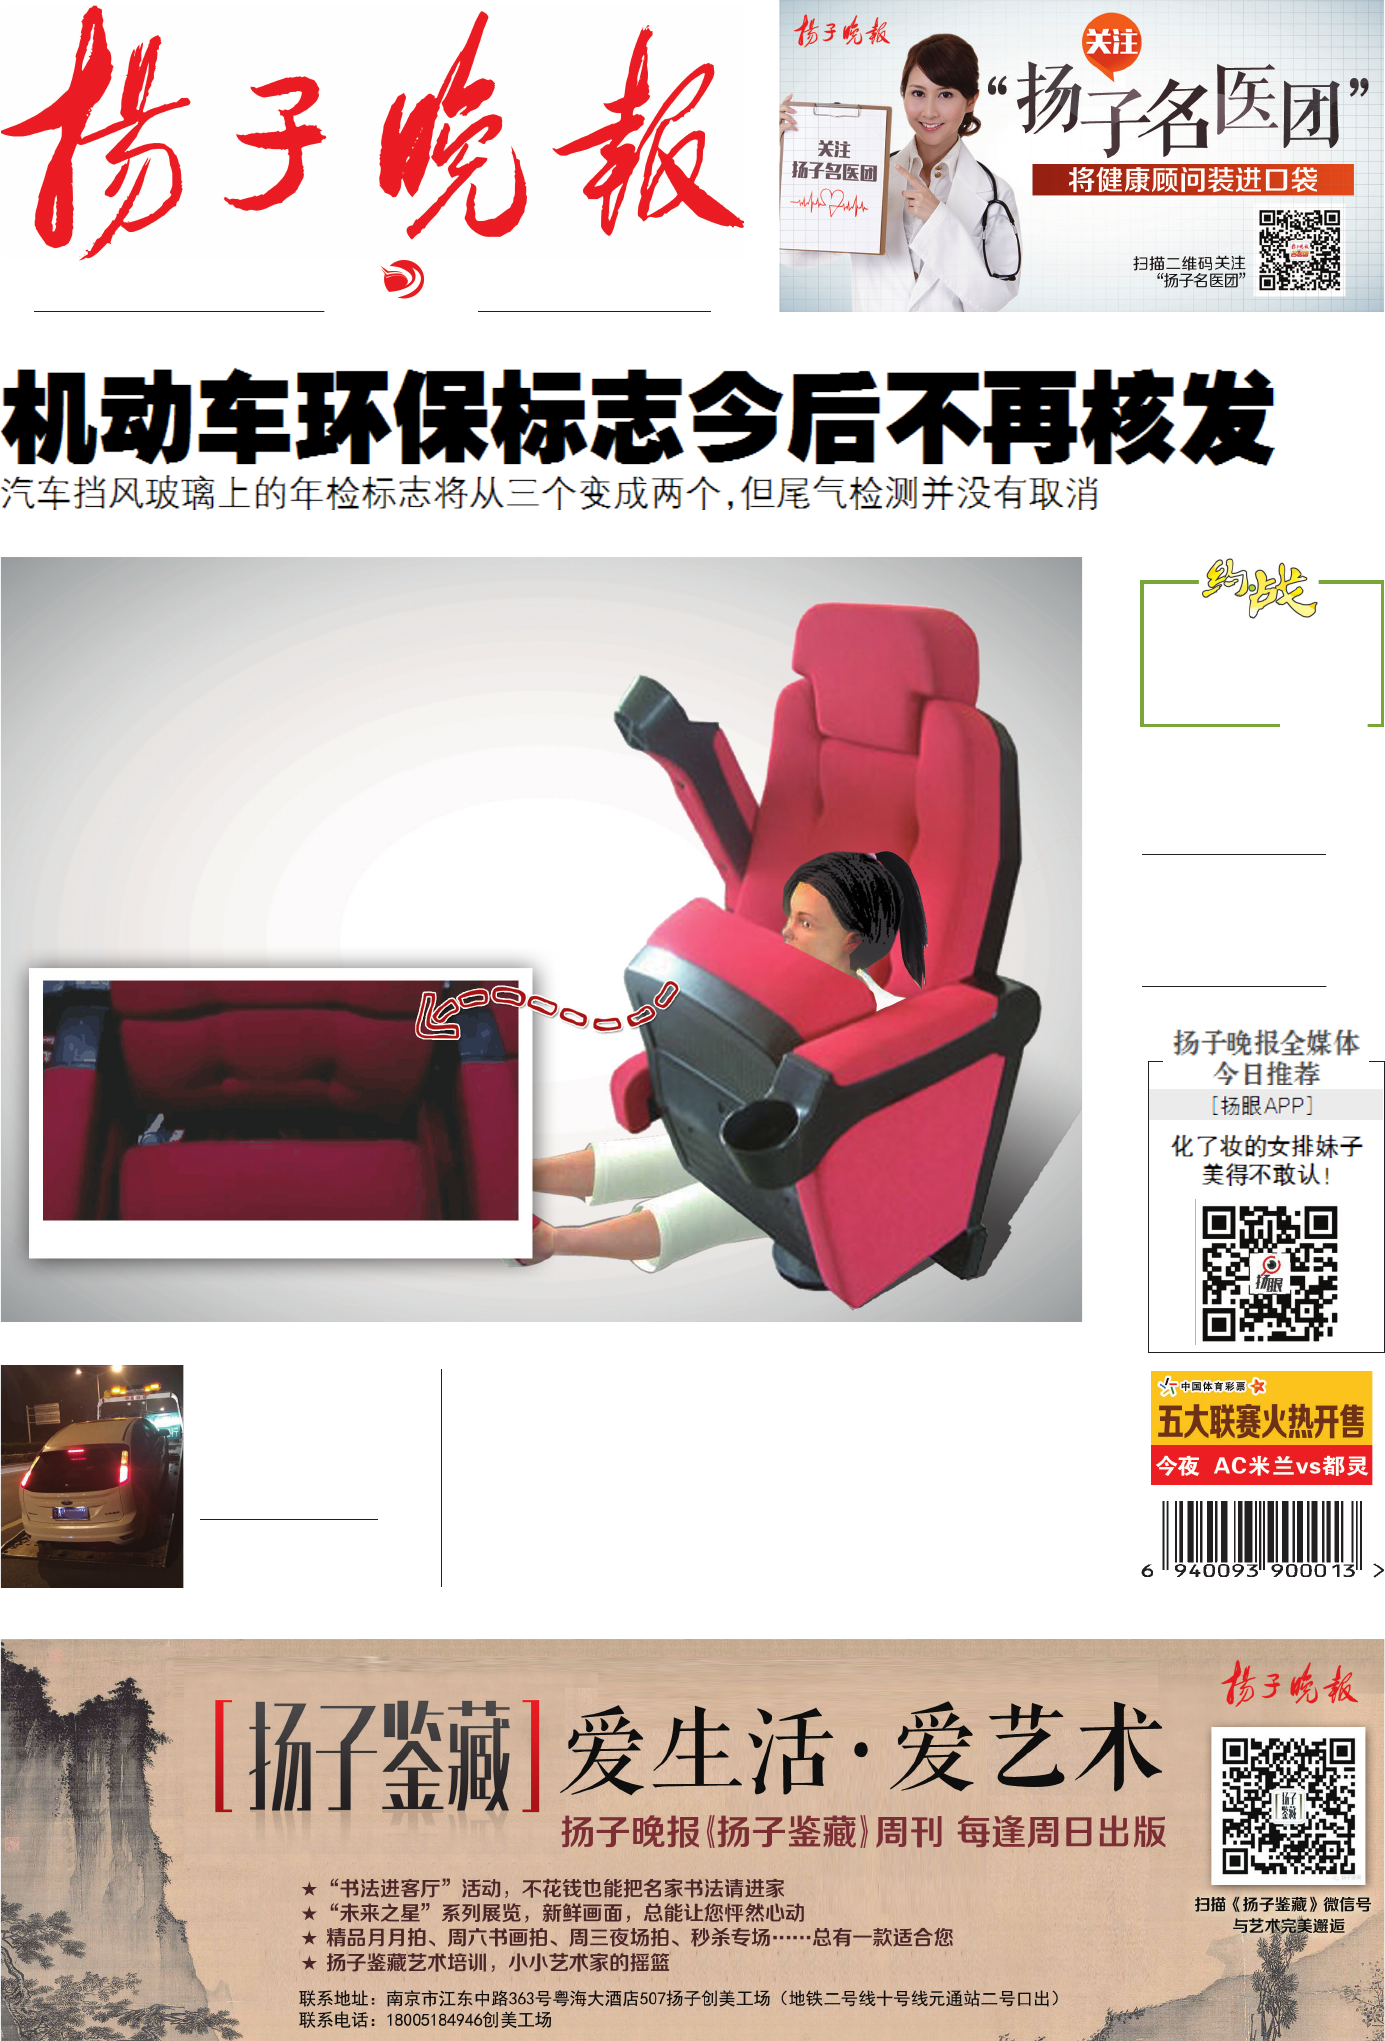 揚子晚報
揚子晚報
关注
“扬子名医团”
将健康顾问装进口袋
关注
扬子名医团
扫描二维码关注
“扬子名医团”
机动车环保标志今后不再核发
汽车挡风玻璃上的年检标志将从三个变成两个,但尾气检测并没有取消
约·战
扬子晚报全媒体
今日推荐
[扬眼APP]
化了妆的女排妹子
美得不敢认!
扬眼
中国体育彩票
五大联赛火热开售
今夜 AC米兰vs都灵
6 940093 900013 >
[扬子鉴藏]
爱生活·爱艺术
扬子晚报《扬子鉴藏》周刊 每逢周日出版
★ “书法进客厅”活动，不花钱也能把名家书法请进家
★ “未来之星”系列展览，新鲜画面，总能让您怦然心动
★ 精品月月拍、周六书画拍、周三夜场拍、秒杀专场……总有一款适合您
★ 扬子鉴藏艺术培训，小小艺术家的摇篮
联系地址：南京市江东中路363号粤海大酒店507扬子创美工场（地铁二号线十号线元通站二号口出）
联系电话：18005184946创美工场
揚子晚報
扬子鉴藏
扫描《扬子鉴藏》微信号
与艺术完美邂逅